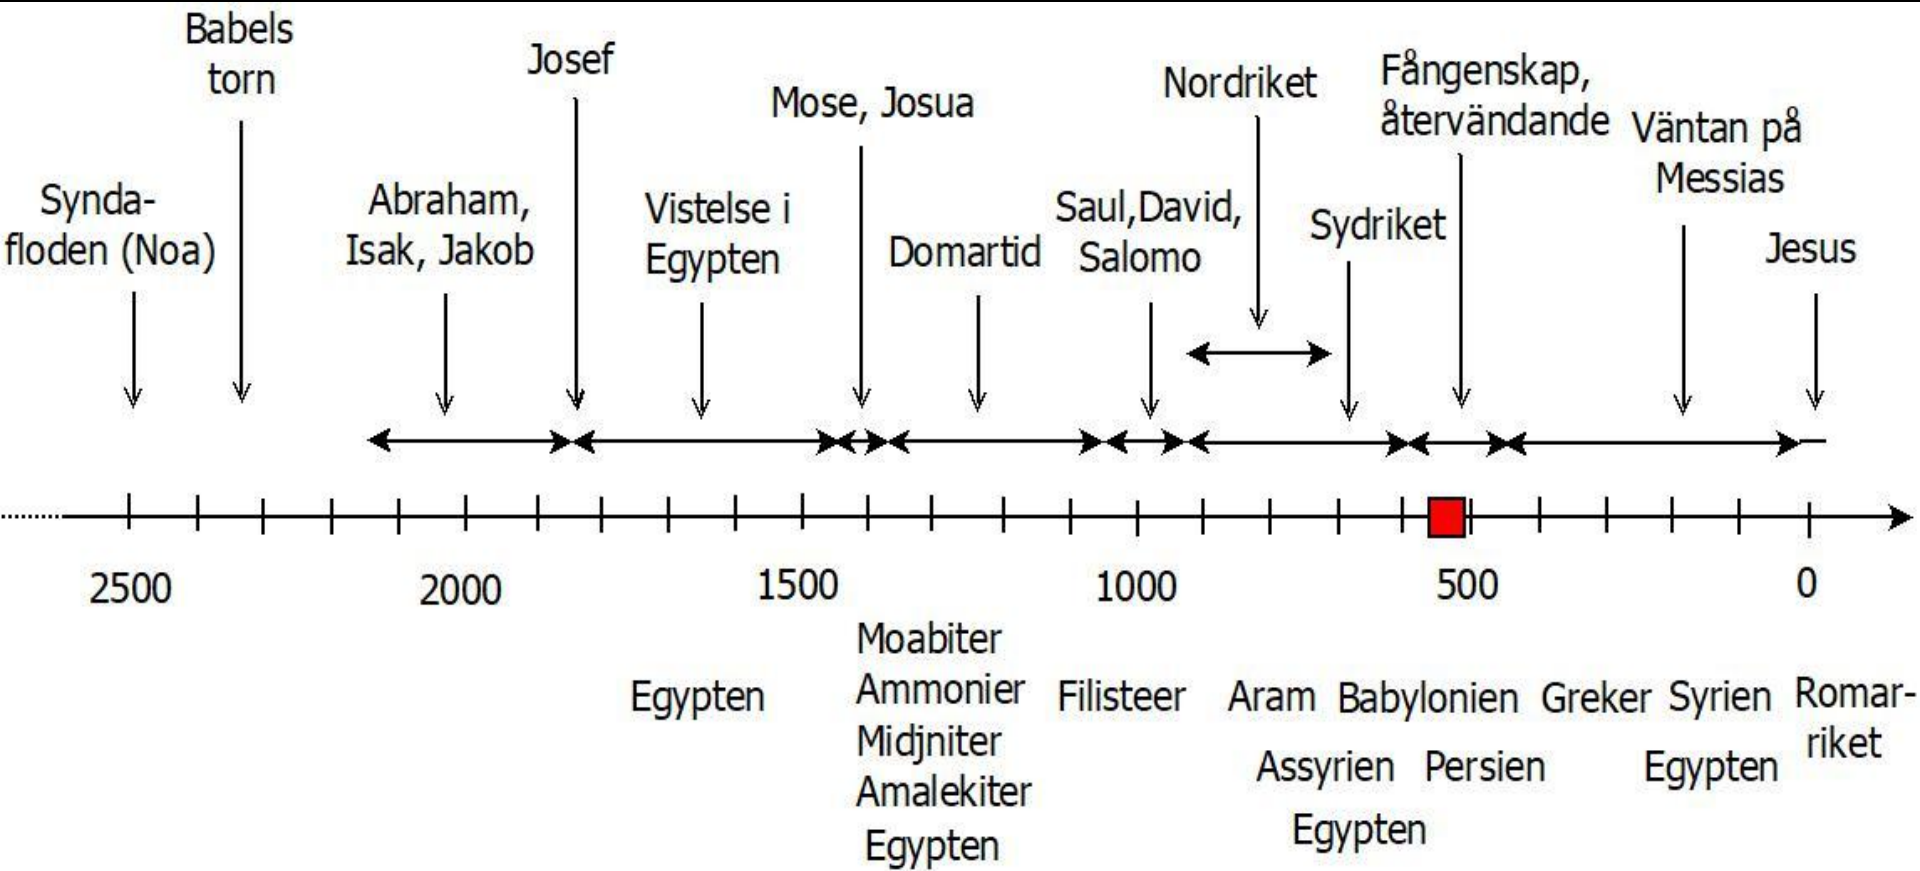 Babels
torn
Josef
Mose, Josua
Nordriket
Fångenskap,
återvändande
Väntan på
Messias
Synda-
floden (Noa)
Abraham,
Isak, Jakob
Vistelse i
Egypten
Domartid
Saul,David,
Salomo
Sydriket
Jesus
2500
2000
1500
1000
500
0
Egypten
Moabiter
Ammonier
Midjniter
Amalekiter
Egypten
Filisteer
Aram
Assyrien
Egypten
Babylonien
Persien
Greker
Syrien
Egypten
Romar-
riket